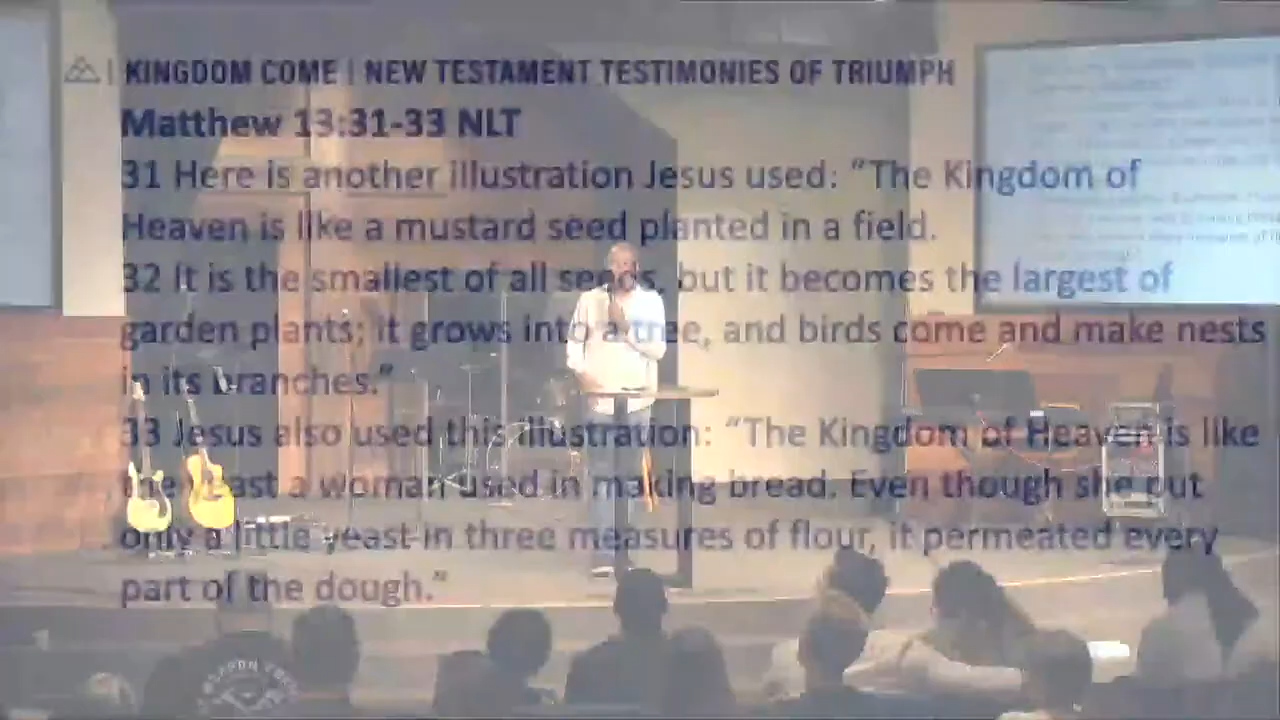 KINGDOM COME | NEW TESTAMENT TESTIMONIES OF TRIUMPH
Matthew 13:31-33 NLT
31 Here is another illustration Jesus used: “The Kingdom of
Heaven is like a mustard seed planted in a field.
32 It is the smallest of all seeds, but it becomes the largest of
garden plants; it grows into a tree, and birds come and make nests
in its branches.”
33 Jesus also used this illustration: “The Kingdom of Heaven is like
the yeast a woman used in making bread. Even though she put
only a little yeast in three measures of flour, it permeated every
part of the dough.”